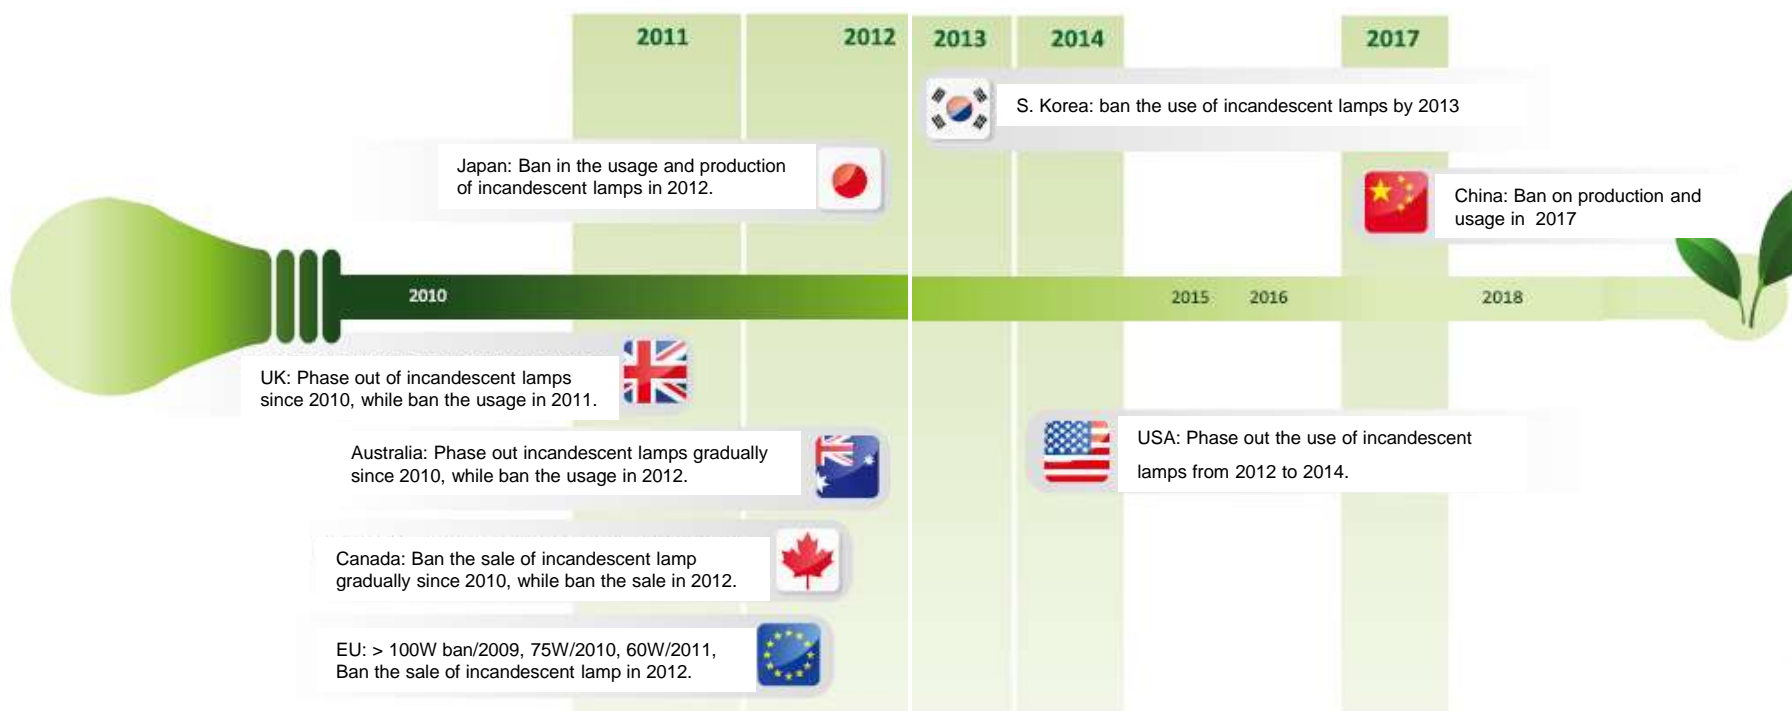 2011
2012
2013
2014
2017
S. Korea: ban the use of incandescent lamps by 2013
Japan: Ban in the usage and production
of incandescent lamps in 2012.
China: Ban on production and
usage in 2017
2010
2015
2016
2018
UK: Phase out of incandescent lamps
since 2010, while ban the usage in 2011.
Australia: Phase out incandescent lamps gradually
since 2010, while ban the usage in 2012.
USA: Phase out the use of incandescent
lamps from 2012 to 2014.
Canada: Ban the sale of incandescent lamp
gradually since 2010, while ban the sale in 2012.
EU: > 100W ban/2009, 75W/2010, 60W/2011,
Ban the sale of incandescent lamp in 2012.